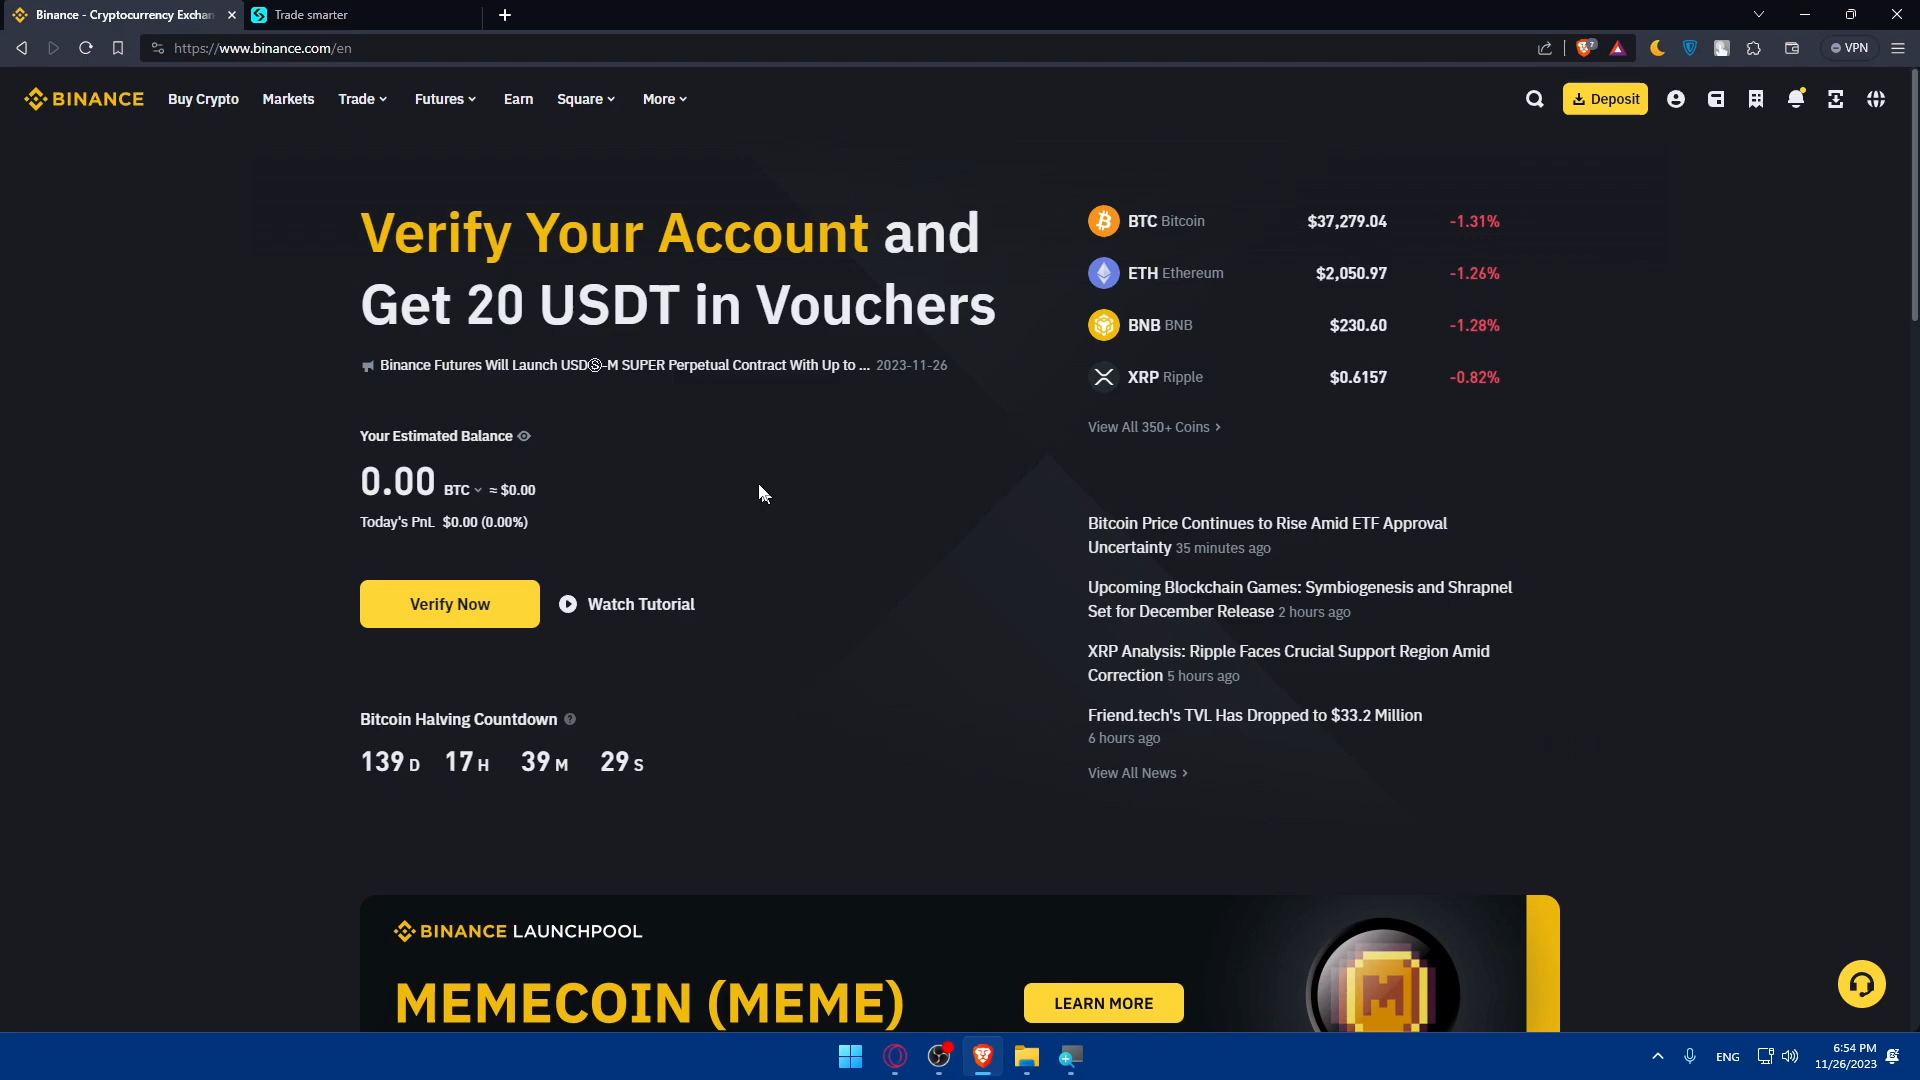 Binance - Cryptocurrency Exchan
Trade smarter
https://www.binance.com/en
7
VPN
BINANCE
Buy Crypto
Markets
Trade
Futures
Earn
Square
More
Deposit
Verify Your Account and
Get 20 USDT in Vouchers
Binance Futures Will Launch USDⓈ-M SUPER Perpetual Contract With Up to ... 2023-11-26
Your Estimated Balance
0.00 BTC ≈ $0.00
Today's PnL $0.00 (0.00%)
Verify Now
Watch Tutorial
Bitcoin Halving Countdown
139 D 17 H 39 M 29 S
BTC Bitcoin $37,279.04 -1.31%
ETH Ethereum $2,050.97 -1.26%
BNB BNB $230.60 -1.28%
XRP Ripple $0.6157 -0.82%
View All 350+ Coins
Bitcoin Price Continues to Rise Amid ETF Approval
Uncertainty 35 minutes ago
Upcoming Blockchain Games: Symbiogenesis and Shrapnel
Set for December Release 2 hours ago
XRP Analysis: Ripple Faces Crucial Support Region Amid
Correction 5 hours ago
Friend.tech's TVL Has Dropped to $33.2 Million
6 hours ago
View All News
BINANCE LAUNCHPOOL
MEMECOIN (MEME)
LEARN MORE
ENG
6:54 PM
11/26/2023